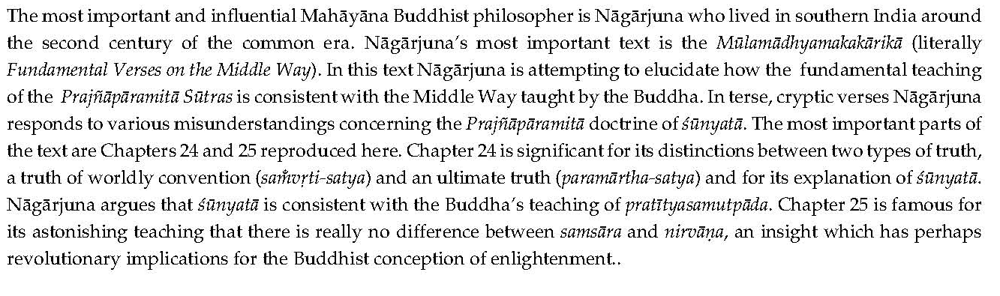 The most important and influential Mahāyāna Buddhist philosopher is Nāgārjuna who lived in southern India around
the second century of the common era. Nāgārjuna's most important text is the Mūlamādhyamakakārikā (literally
Fundamental Verses on the Middle Way). In this text Nāgārjuna is attempting to elucidate how the fundamental teaching
of the Prajñāpāramitā Sūtras is consistent with the Middle Way taught by the Buddha. In terse, cryptic verses Nāgārjuna
responds to various misunderstandings concerning the Prajñāpāramitā doctrine of śūnyatā. The most important parts of
the text are Chapters 24 and 25 reproduced here. Chapter 24 is significant for its distinctions between two types of truth,
a truth of worldly convention (sam̐vṛti-satya) and an ultimate truth (paramārtha-satya) and for its explanation of śūnyatā.
Nāgārjuna argues that śūnyatā is consistent with the Buddha's teaching of pratītyasamutpāda. Chapter 25 is famous for
its astonishing teaching that there is really no difference between samsāra and nirvāṇa, an insight which has perhaps
revolutionary implications for the Buddhist conception of enlightenment..